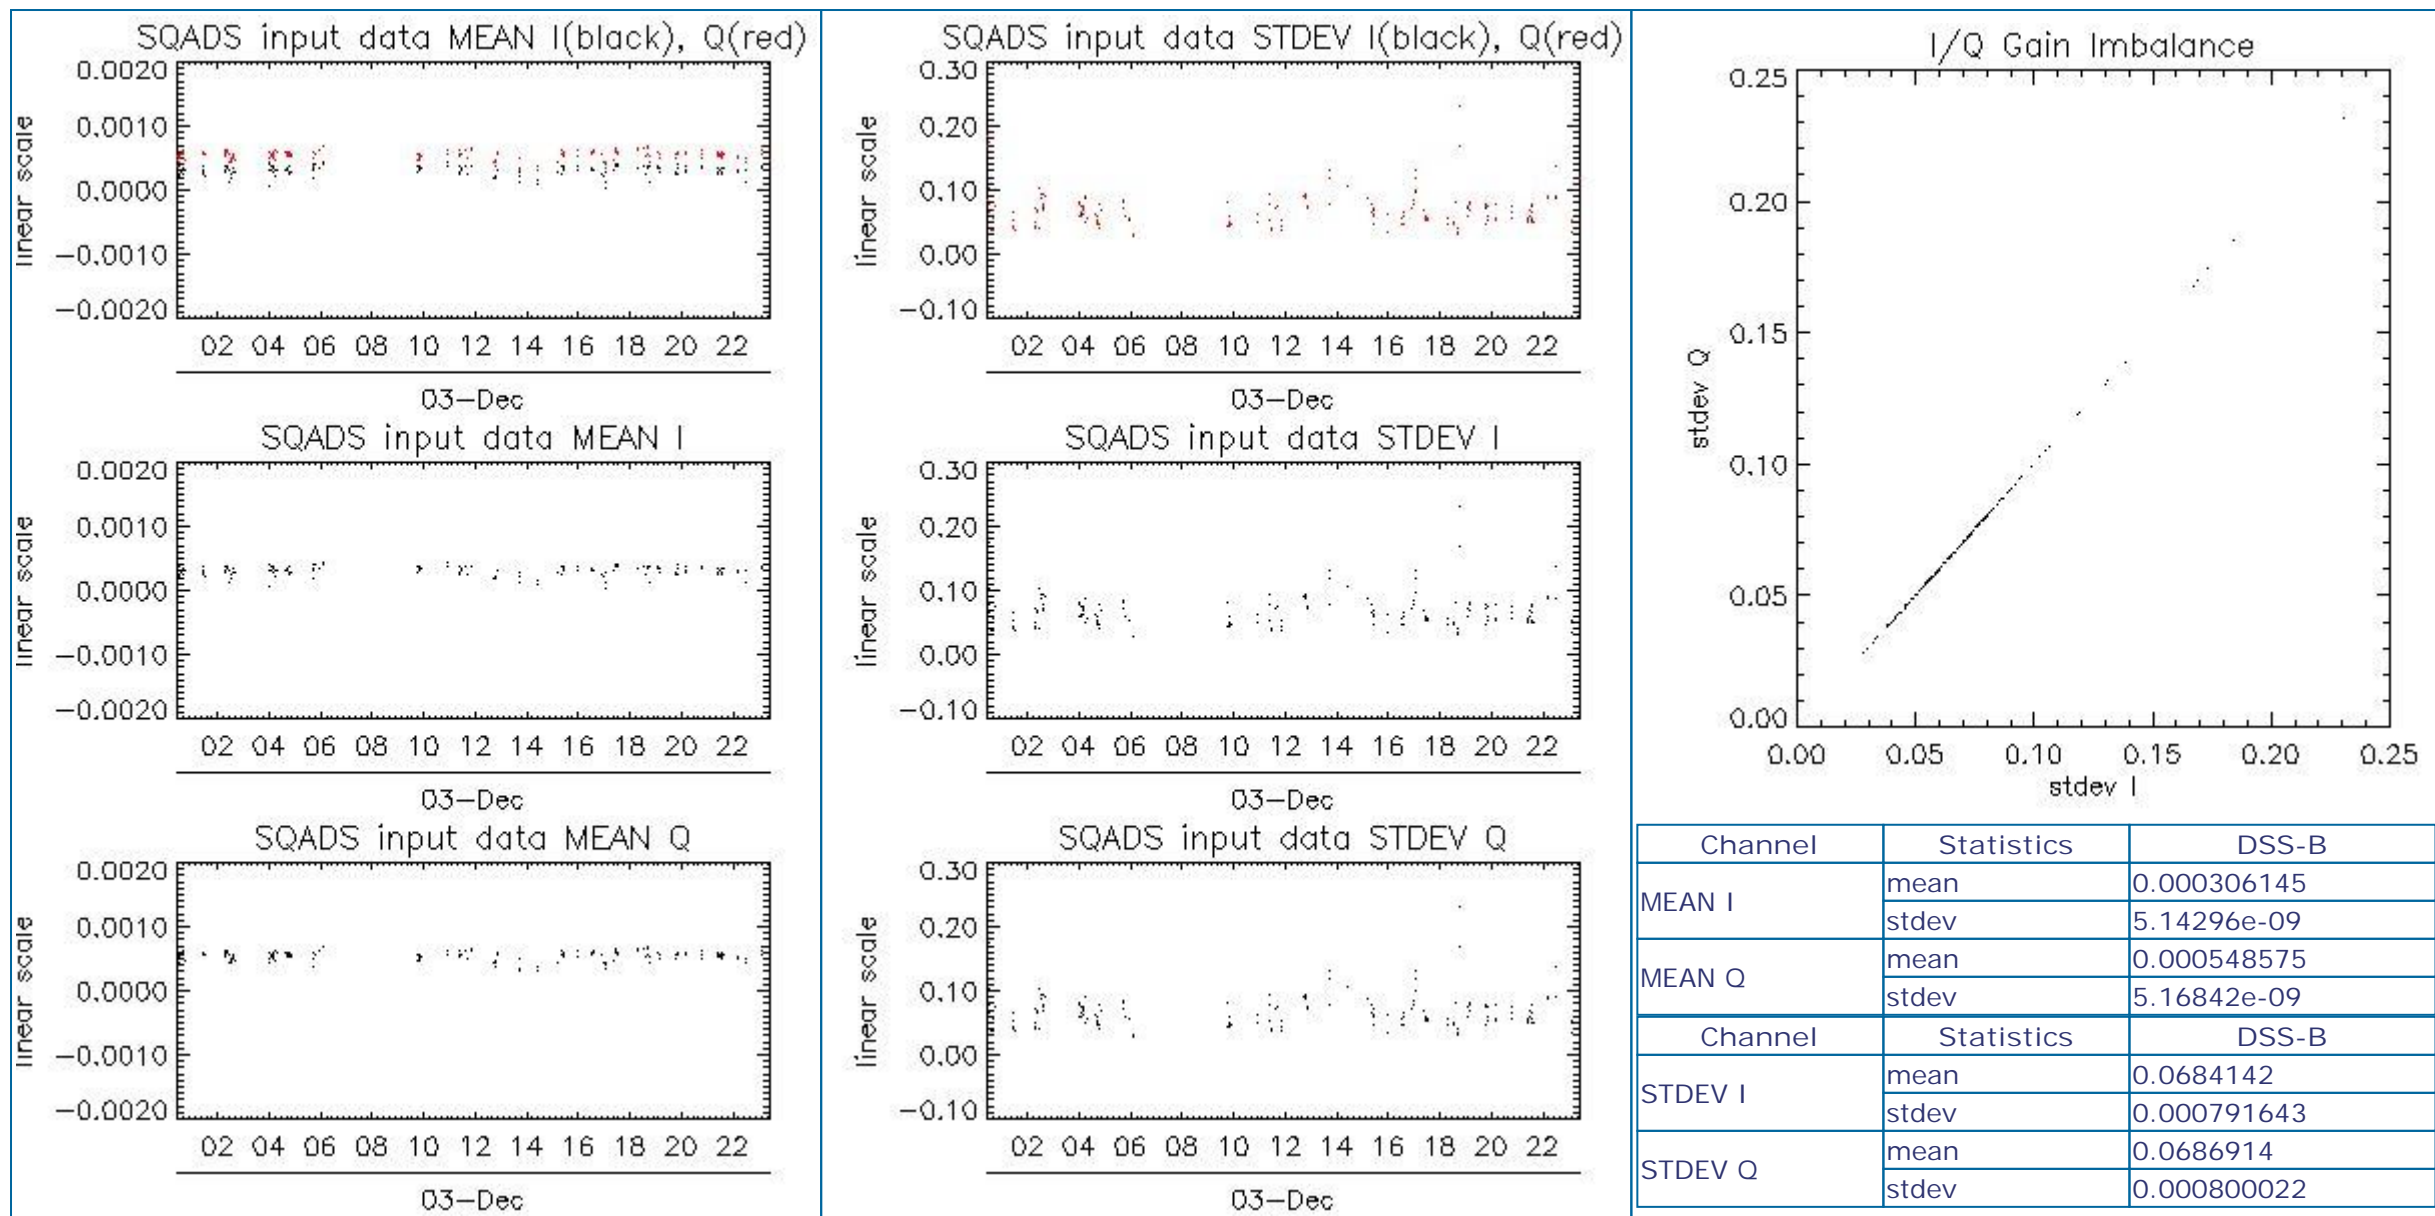 SQADS input data MEAN I(black), Q(red)
0.0020
0.0010
0.0000
−0.0010
−0.0020
linear scale
02 04 06 08 10 12 14 16 18 20 22
03−Dec
SQADS input data MEAN I
0.0020
0.0010
0.0000
−0.0010
−0.0020
linear scale
02 04 06 08 10 12 14 16 18 20 22
03−Dec
SQADS input data MEAN Q
0.0020
0.0010
0.0000
−0.0010
−0.0020
linear scale
02 04 06 08 10 12 14 16 18 20 22
03−Dec
SQADS input data STDEV I(black), Q(red)
0.30
0.20
0.10
0.00
−0.10
linear scale
02 04 06 08 10 12 14 16 18 20 22
03−Dec
SQADS input data STDEV I
0.30
0.20
0.10
0.00
−0.10
linear scale
02 04 06 08 10 12 14 16 18 20 22
03−Dec
SQADS input data STDEV Q
0.30
0.20
0.10
0.00
−0.10
linear scale
02 04 06 08 10 12 14 16 18 20 22
03−Dec
I/Q Gain Imbalance
0.25
0.20
0.15
0.10
0.05
0.00
stdev Q
0.00 0.05 0.10 0.15 0.20 0.25
stdev I
Channel Statistics DSS-B
MEAN I mean 0.000306145
stdev 5.14296e-09
MEAN Q mean 0.000548575
stdev 5.16842e-09
Channel Statistics DSS-B
STDEV I mean 0.0684142
stdev 0.000791643
STDEV Q mean 0.0686914
stdev 0.000800022